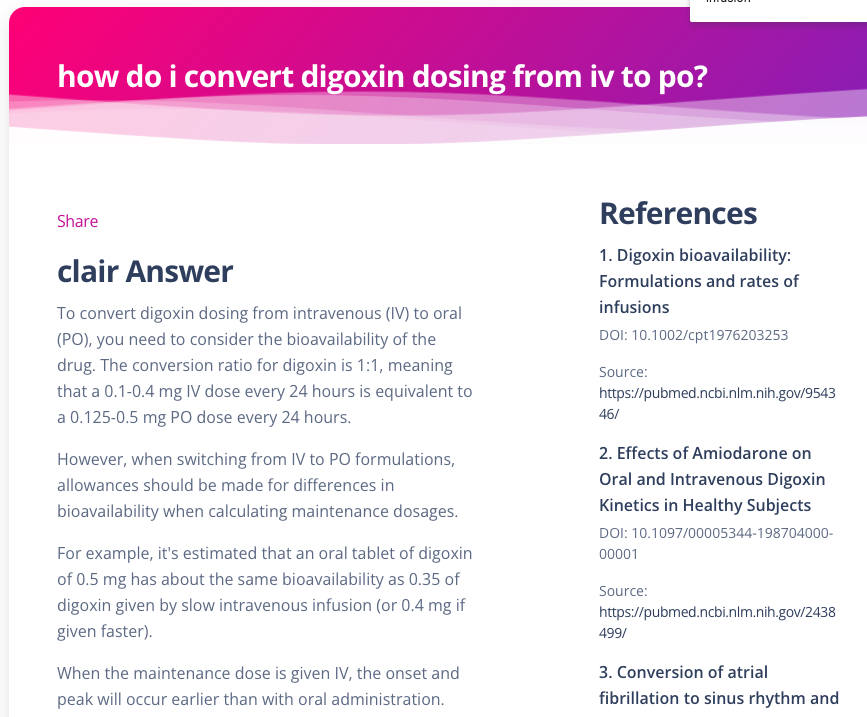 infusion
how do i convert digoxin dosing from iv to po?
Share
clair Answer
To convert digoxin dosing from intravenous (IV) to oral
(PO), you need to consider the bioavailability of the
drug. The conversion ratio for digoxin is 1:1, meaning
that a 0.1-0.4 mg IV dose every 24 hours is equivalent to
a 0.125-0.5 mg PO dose every 24 hours.
However, when switching from IV to PO formulations,
allowances should be made for differences in
bioavailability when calculating maintenance dosages.
For example, it's estimated that an oral tablet of digoxin
of 0.5 mg has about the same bioavailability as 0.35 of
digoxin given by slow intravenous infusion (or 0.4 mg if
given faster).
When the maintenance dose is given IV, the onset and
peak will occur earlier than with oral administration.
References
1. Digoxin bioavailability:
Formulations and rates of
infusions
DOI: 10.1002/cpt1976203253
Source:
https://pubmed.ncbi.nlm.nih.gov/9543
46/
2. Effects of Amiodarone on
Oral and Intravenous Digoxin
Kinetics in Healthy Subjects
DOI: 10.1097/00005344-198704000-
00001
Source:
https://pubmed.ncbi.nlm.nih.gov/2438
499/
3. Conversion of atrial
fibrillation to sinus rhythm and